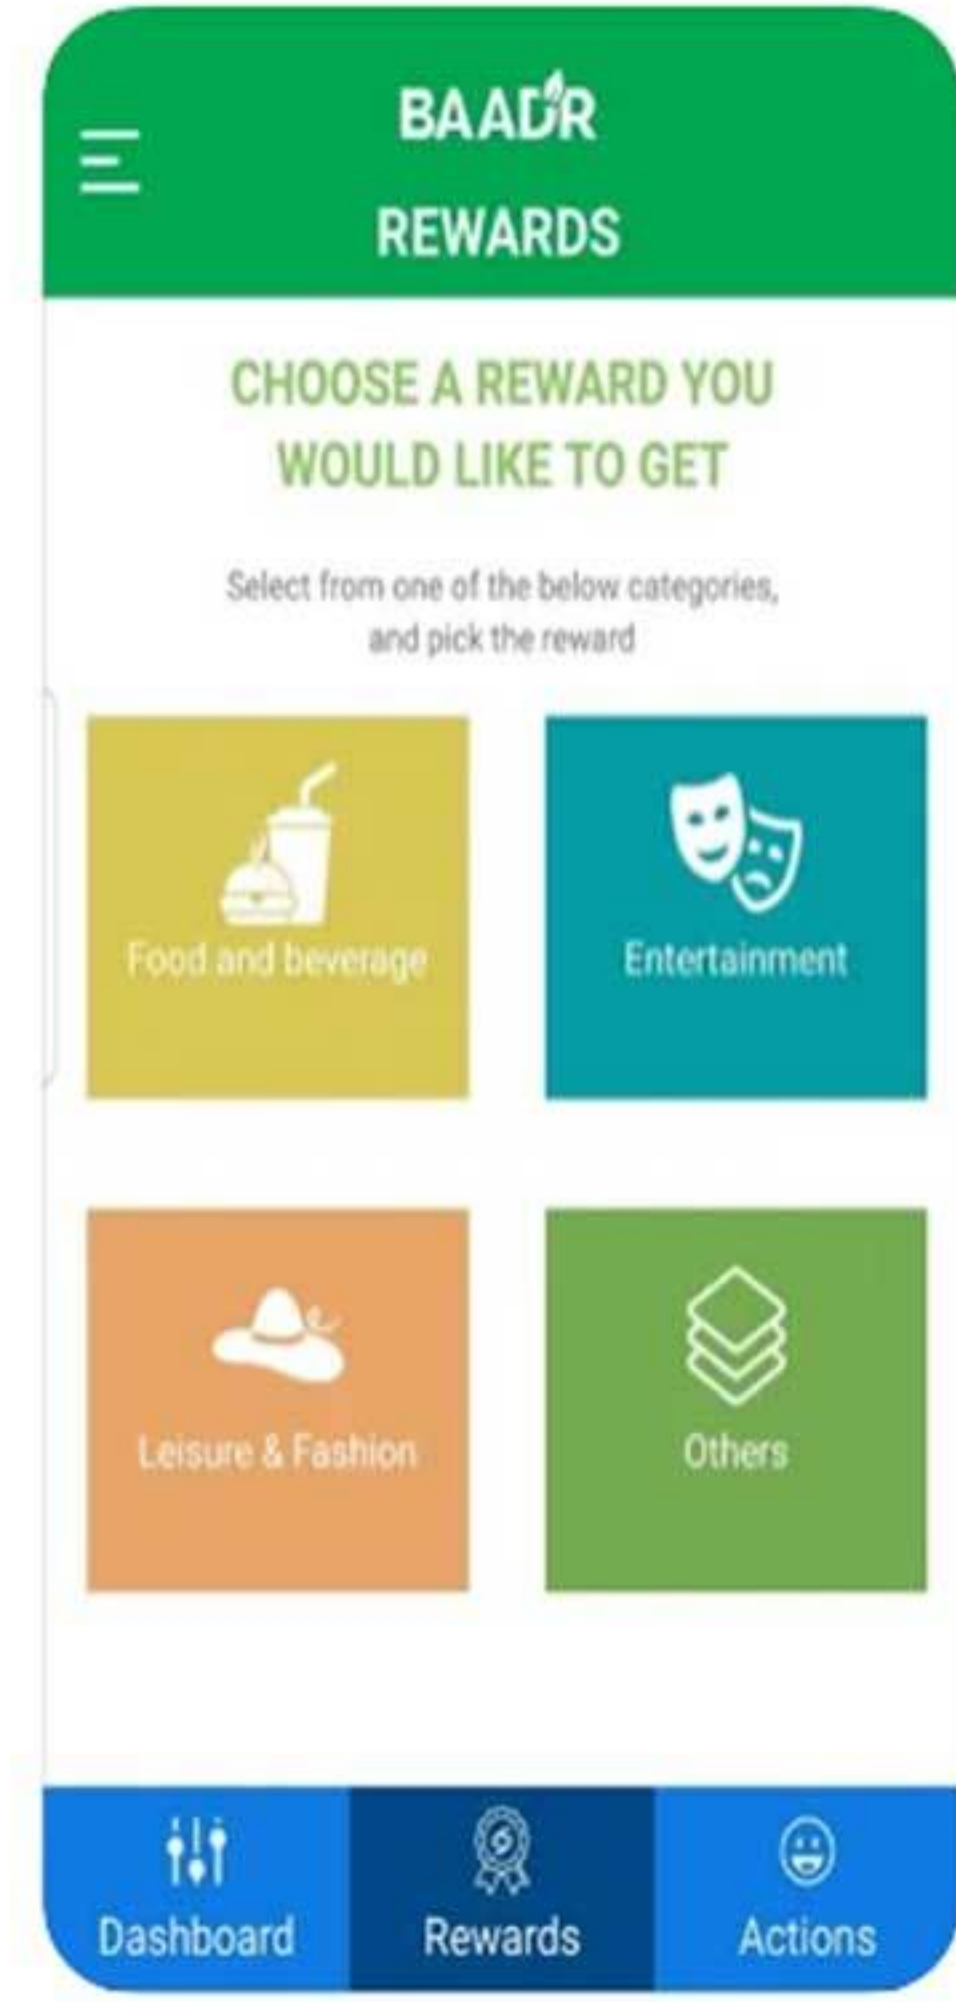 BAADR
REWARDS
CHOOSE A REWARD YOU
WOULD LIKE TO GET
Select from one of the below categories,
and pick the reward
Food and beverage
Entertainment
Leisure & Fashion
Others
Dashboard
Rewards
Actions